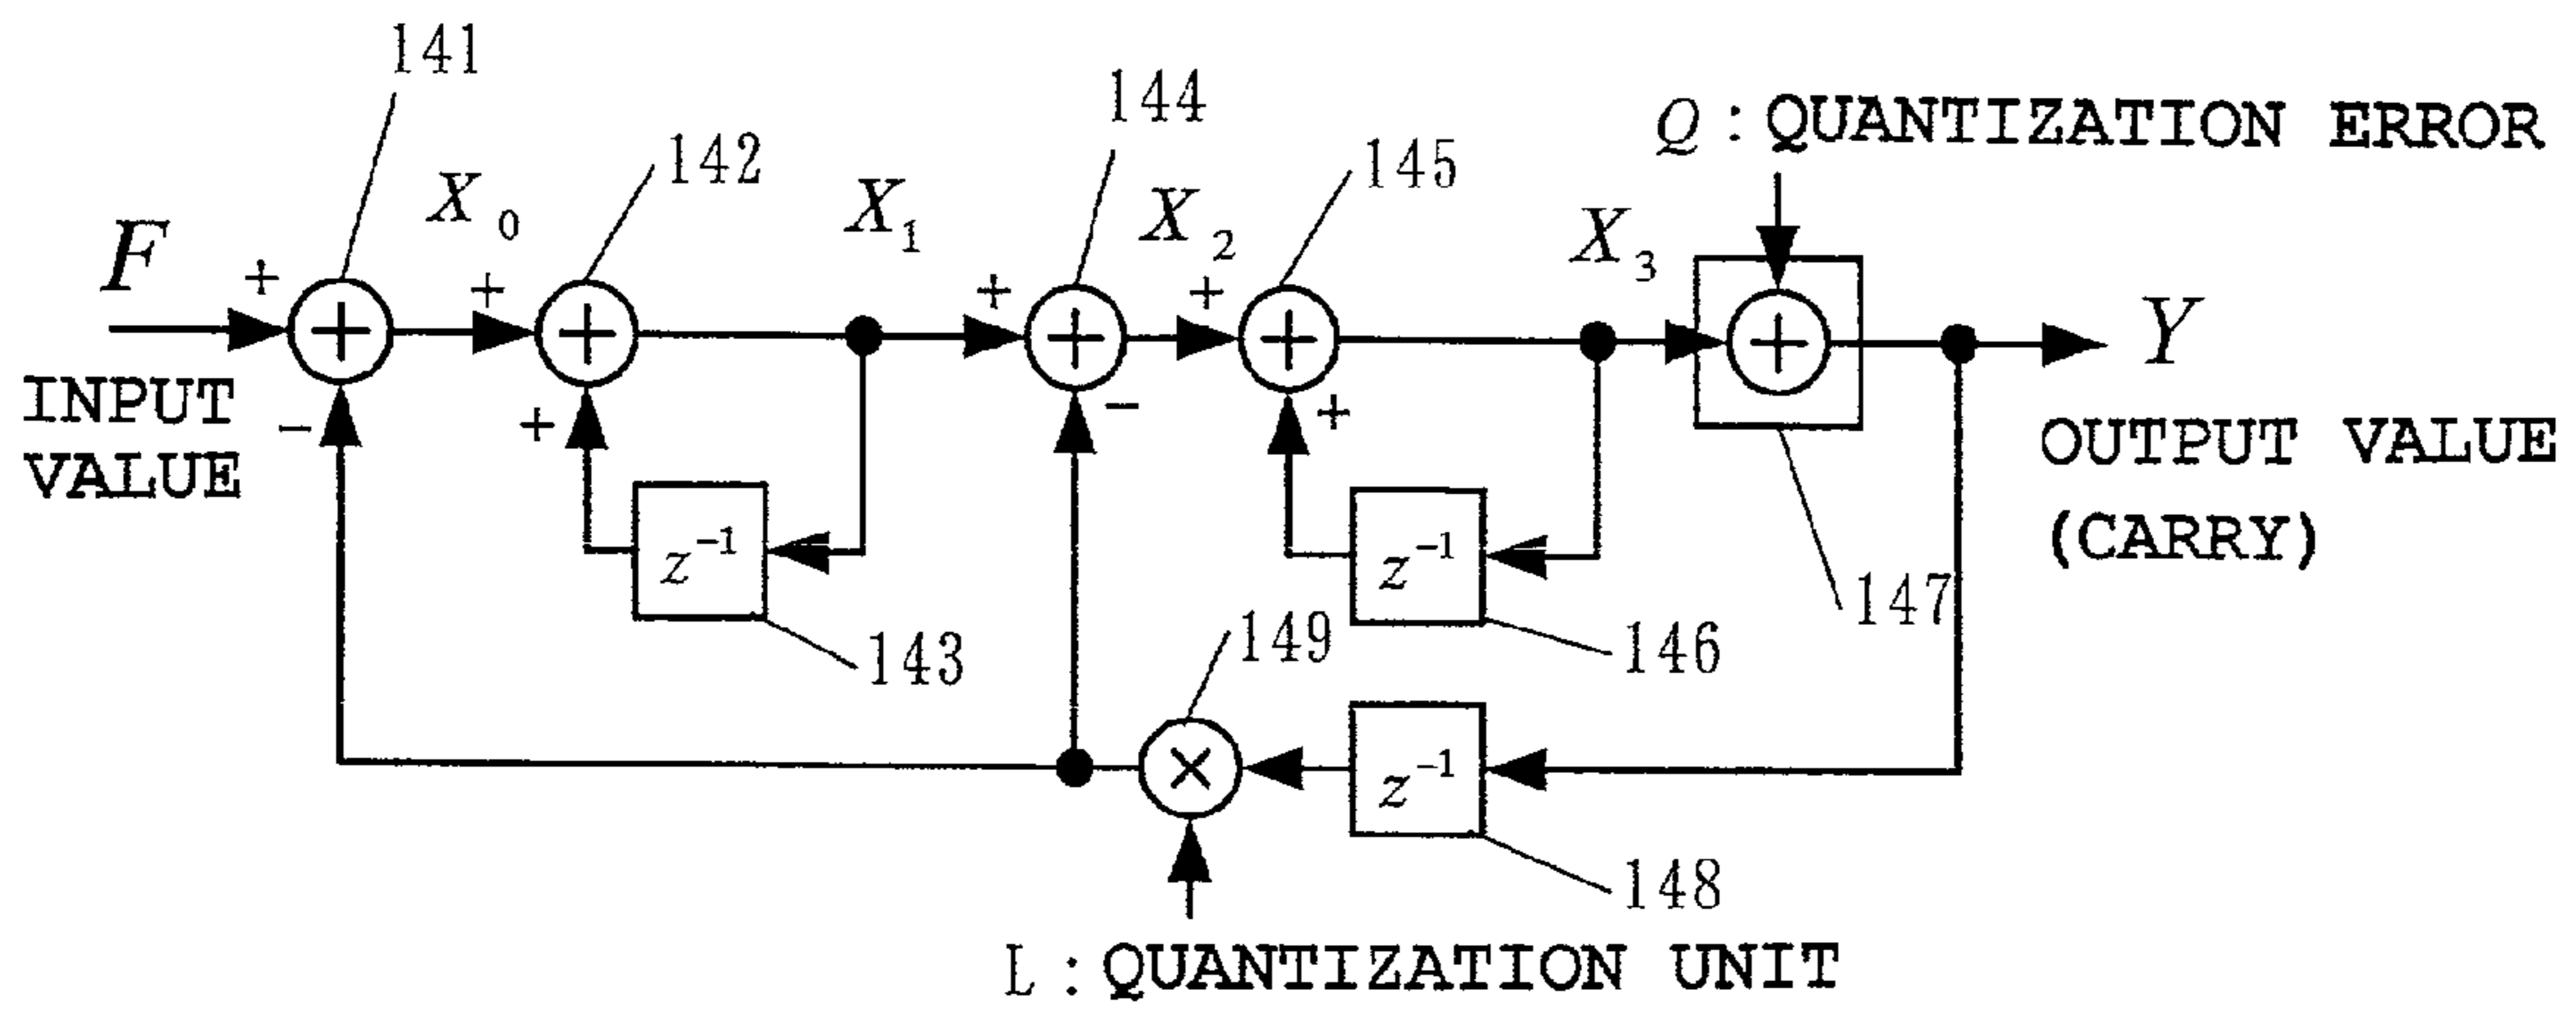 141
144
Q : QUANTIZATION ERROR
142
145
F
X0
X1
X2
X3
+
+
+
+
Y
INPUT
VALUE
-
+
-
+
OUTPUT VALUE
(CARRY)
z-1
z-1
147
143
149
146
z-1
148
L : QUANTIZATION UNIT